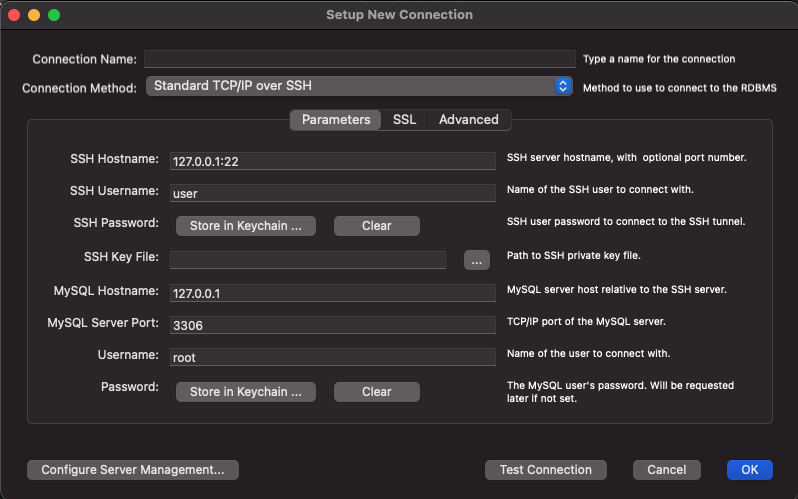 Setup New Connection
Connection Name: Type a name for the connection
Connection Method: Standard TCP/IP over SSH Method to use to connect to the RDBMS
Parameters SSL Advanced
SSH Hostname: 127.0.0.1:22 SSH server hostname, with optional port number.
SSH Username: user Name of the SSH user to connect with.
SSH Password: Store in Keychain ... Clear SSH user password to connect to the SSH tunnel.
SSH Key File: ... Path to SSH private key file.
MySQL Hostname: 127.0.0.1 MySQL server host relative to the SSH server.
MySQL Server Port: 3306 TCP/IP port of the MySQL server.
Username: root Name of the user to connect with.
Password: Store in Keychain ... Clear The MySQL user's password. Will be requested
later if not set.
Configure Server Management... Test Connection Cancel OK